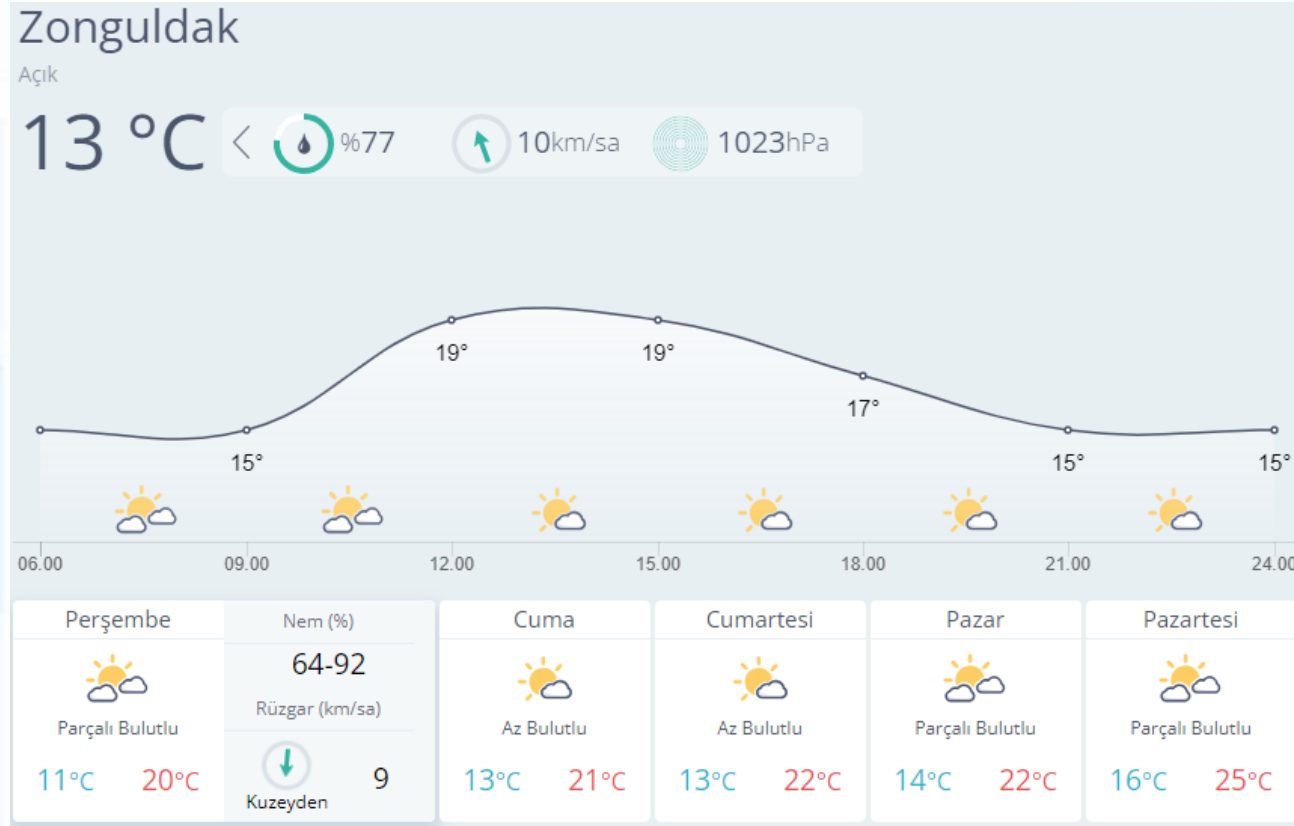 Zonguldak
Açık
13 °C %77 10km/sa 1023hPa
19° 19°
17°
15° 15° 15°
06.00 09.00 12.00 15.00 18.00 21.00 24.00
Perşembe Nem (%) Cuma Cumartesi Pazar Pazartesi
64-92
Rüzgar (km/sa)
Parçalı Bulutlu Az Bulutlu Az Bulutlu Parçalı Bulutlu Parçalı Bulutlu
11°C 20°C 9 13°C 21°C 13°C 22°C 14°C 22°C 16°C 25°C
Kuzeyden